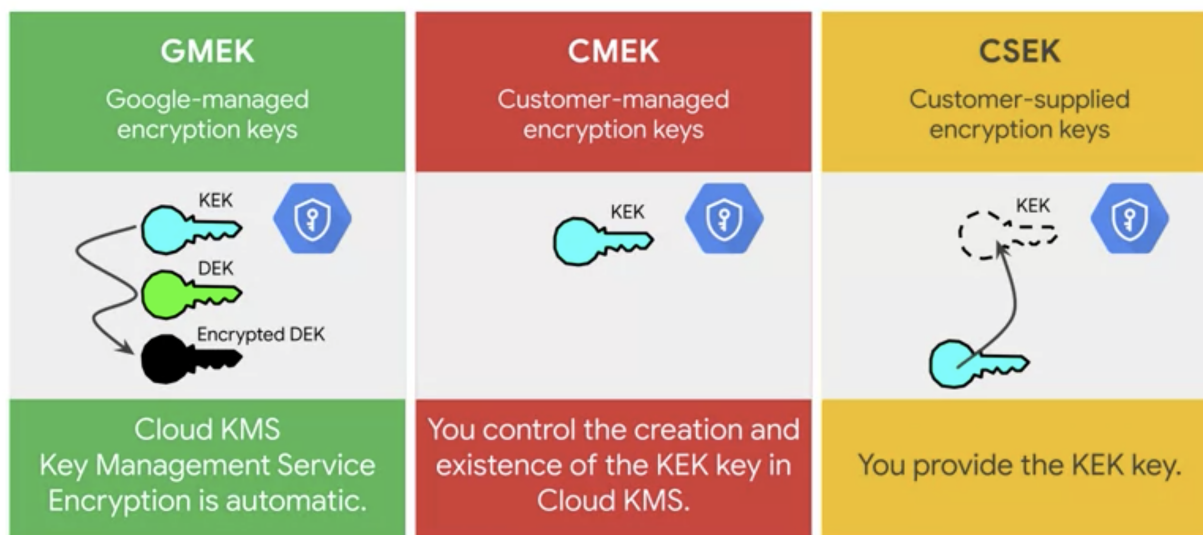 GMEK
Google-managed
encryption keys
KEK
DEK
Encrypted DEK
Cloud KMS
Key Management Service
Encryption is automatic.
CMEK
Customer-managed
encryption keys
KEK
You control the creation and
existence of the KEK key in
Cloud KMS.
CSEK
Customer-supplied
encryption keys
KEK
You provide the KEK key.